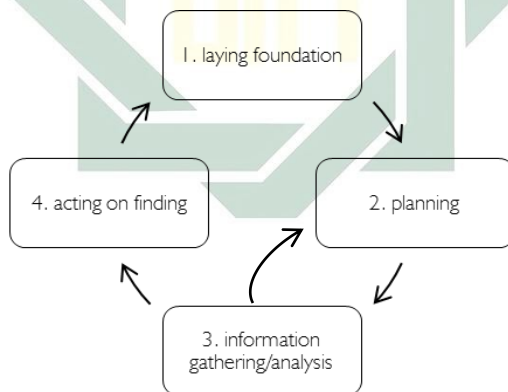 1. laying foundation
4. acting on finding
2. planning
3. information
gathering/analysis